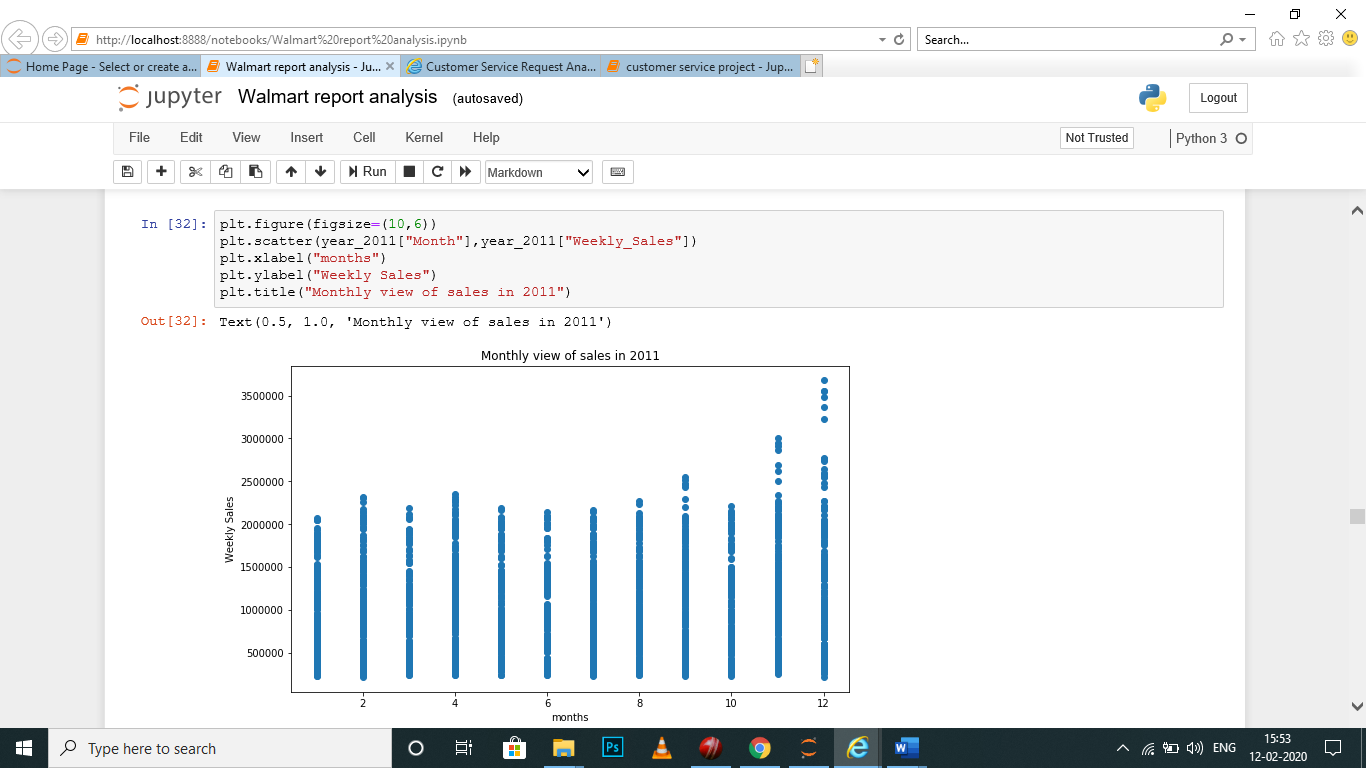 http://localhost:8888/notebooks/Walmart%20report%20analysis.ipynb
Search...
Home Page - Select or create a...
Walmart report analysis - Ju...
Customer Service Request Ana...
customer service project - Jup...
jupyter Walmart report analysis (autosaved)
Logout
File Edit View Insert Cell Kernel Help
Not Trusted
Python 3
Run
Markdown
In [32]: plt.figure(figsize=(10,6))
plt.scatter(year_2011["Month"],year_2011["Weekly_Sales"])
plt.xlabel("months")
plt.ylabel("Weekly Sales")
plt.title("Monthly view of sales in 2011")
Out[32]: Text(0.5, 1.0, 'Monthly view of sales in 2011')
Monthly view of sales in 2011
3500000
3000000
2500000
2000000
1500000
1000000
500000
Weekly Sales
2 4 6 8 10 12
months
Type here to search
Ps
W
ENG
15:53
12-02-2020